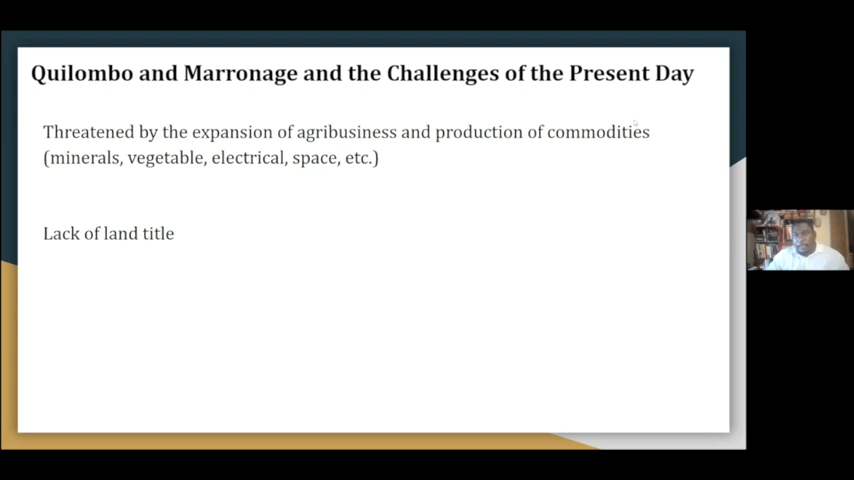 Quilombo and Marronage and the Challenges of the Present Day
Threatened by the expansion of agribusiness and production of commodities
(minerals, vegetable, electrical, space, etc.)
Lack of land title